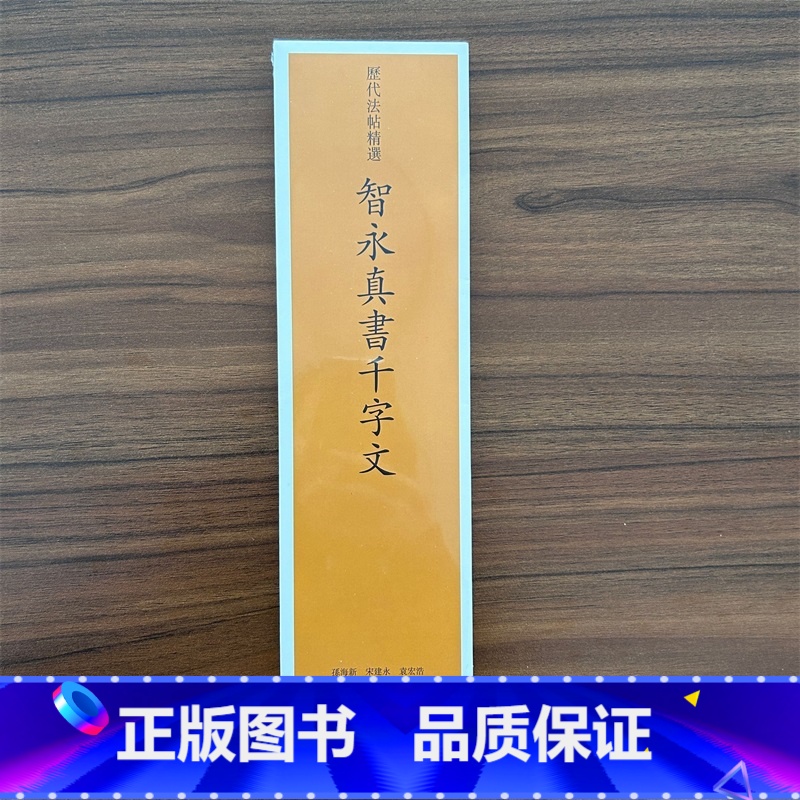 歷代法帖精選
智永真書千字文
孫海新 宋建永 袁宏浩
正版图书 品质保证